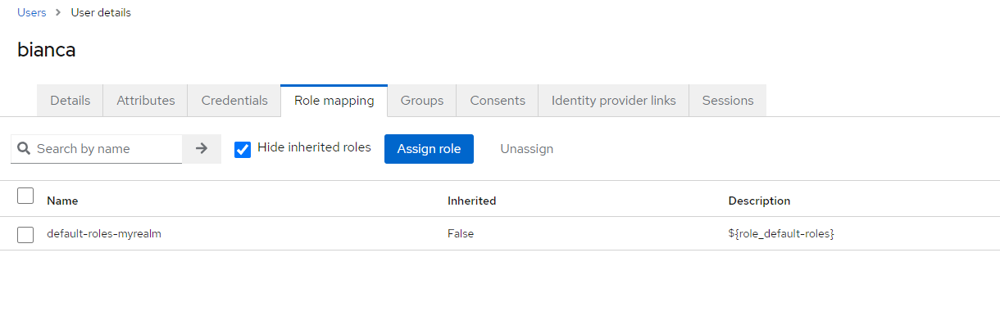 Users > User details
bianca
Details Attributes Credentials Role mapping Groups Consents Identity provider links Sessions
Search by name Hide inherited roles Assign role Unassign
Name Inherited Description
default-roles-myrealm False ${role_default-roles}